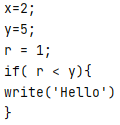 x=2;
y=5;
r = 1;
if( r < y){
write('Hello')
}